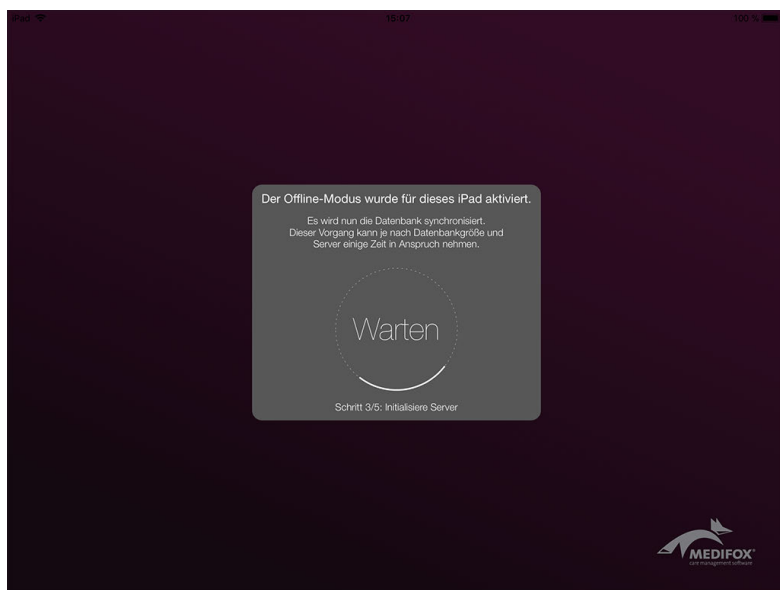 iPad 15:07 100 %
Der Offline-Modus wurde für dieses iPad aktiviert.
Es wird nun die Datenbank synchronisiert.
Dieser Vorgang kann je nach Datenbankgröße und
Server einige Zeit in Anspruch nehmen.
Warten
Schritt 3/5: Initialisiere Server
MEDIFOX
care management software